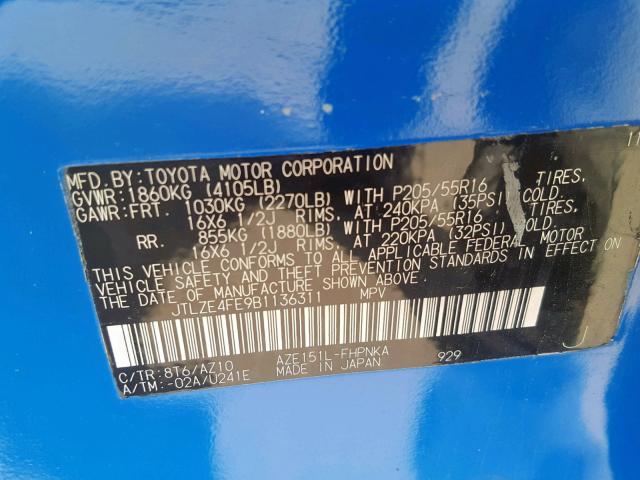 11
MFD.BY:TOYOTA MOTOR CORPORATION
GVWR:1860KG (4105LB)
GAWR:FRT. 1030KG (2270LB) WITH P205/55R16 TIRES,
16X6 1/2J RIMS, AT 240KPA (35PSI) COLD.
RR. 855KG (1880LB) WITH P205/55R16 TIRES,
16X6 1/2J RIMS, AT 220KPA (32PSI) COLD.
THIS VEHICLE CONFORMS TO ALL APPLICABLE FEDERAL MOTOR
VEHICLE SAFETY AND THEFT PREVENTION STANDARDS IN EFFECT ON
THE DATE OF MANUFACTURE SHOWN ABOVE.
JTLZE4FE9B1136311 MPV
C/TR:8T6/AZ10 AZE151L-FHPNKA 929
A/TM:-02A/U241E MADE IN JAPAN
J